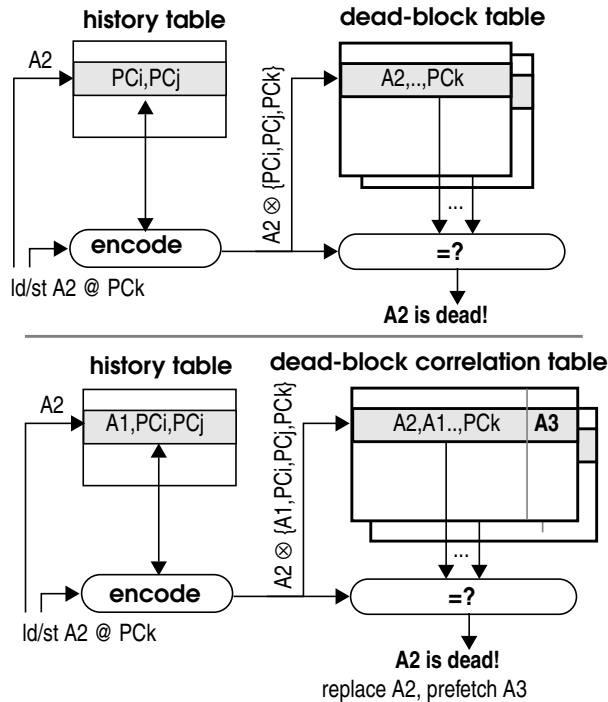 history table
dead-block table
A2
PCi,PCj
A2,..,PCk
A2 ⊗ {PCi,PCj,PCk}
...
encode
=?
ld/st A2 @ PCk
A2 is dead!
history table
dead-block correlation table
A2
A1,PCi,PCj
A2,A1..,PCk
A3
A2 ⊗ {A1,PCi,PCj,PCk}
...
encode
=?
ld/st A2 @ PCk
A2 is dead!
replace A2, prefetch A3